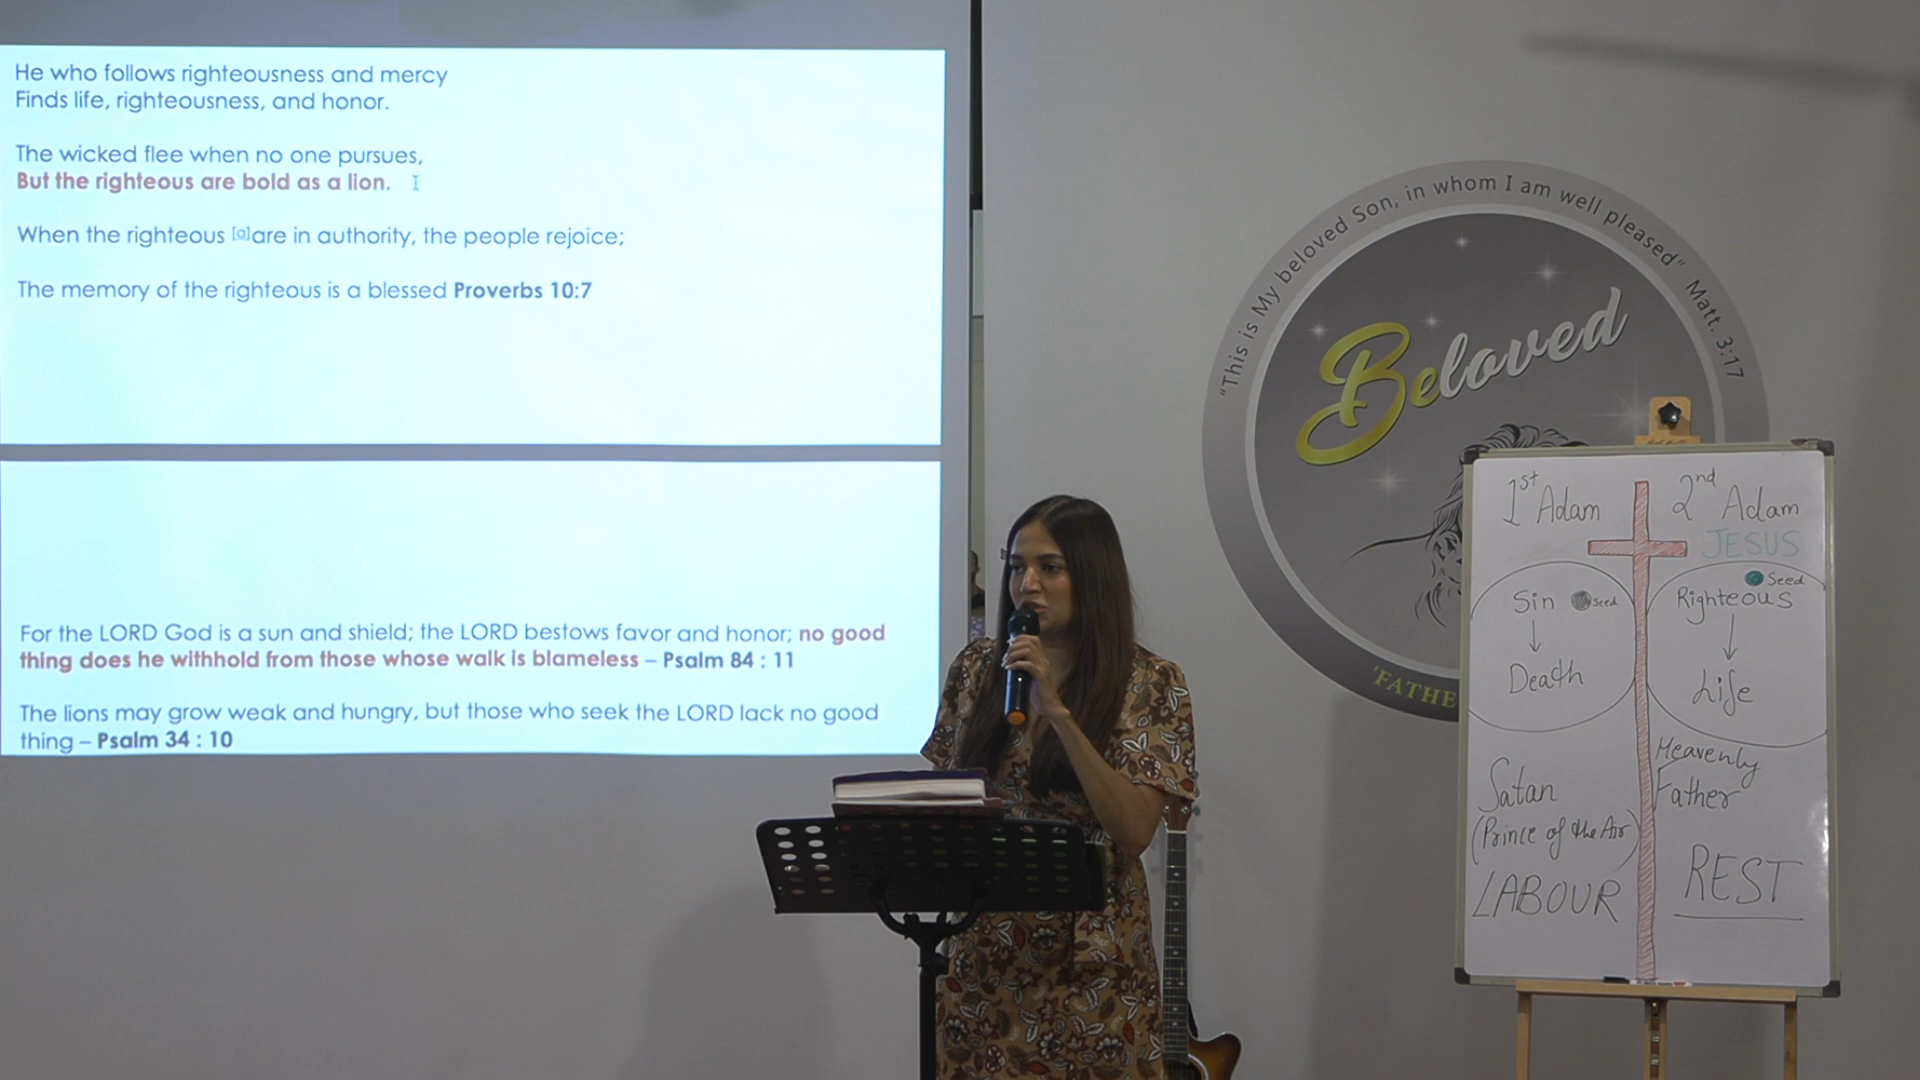 He who follows righteousness and mercy
Finds life, righteousness, and honor.
The wicked flee when no one pursues,
But the righteous are bold as a lion.
When the righteous [a]are in authority, the people rejoice;
The memory of the righteous is a blessed Proverbs 10:7
For the LORD God is a sun and shield; the LORD bestows favor and honor; no good
thing does he withhold from those whose walk is blameless – Psalm 84 : 11
The lions may grow weak and hungry, but those who seek the LORD lack no good
thing – Psalm 34 : 10
"This is My beloved Son, in whom I am well pleased" Matt. 3:17
Beloved
'FATHE
1st Adam
Sin Seed
Death
Satan
(Prince of the Air)
LABOUR
2nd Adam
JESUS
Seed
Righteous
Life
Heavenly
Father
REST